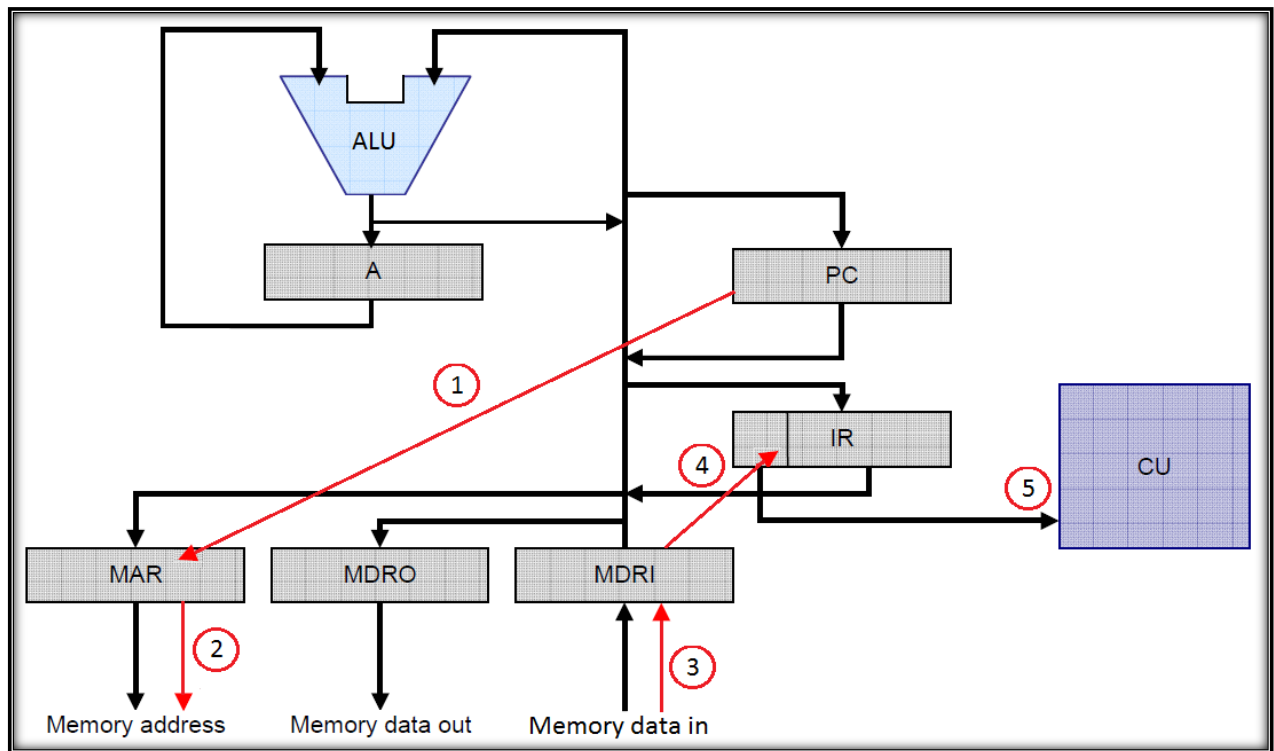 ALU
A
PC
1
IR
4
CU
5
MAR
MDRO
MDRI
2
3
Memory address
Memory data out
Memory data in